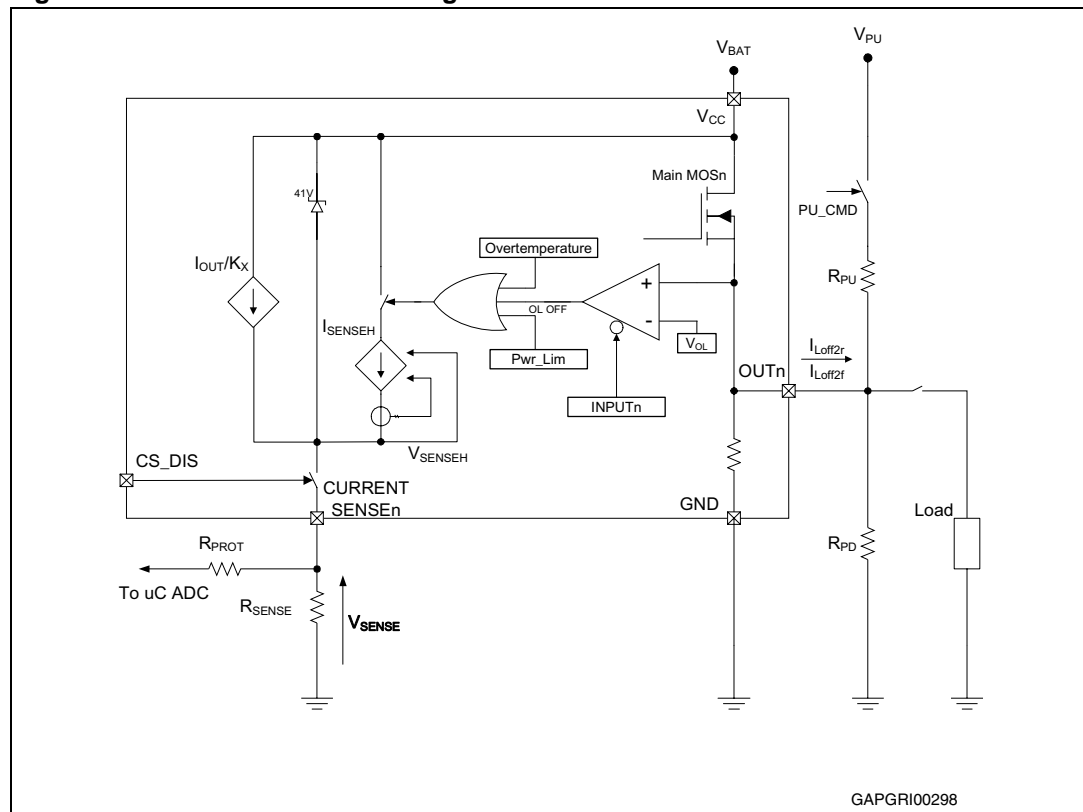 V_BAT
V_PU
V_CC
Main MOSn
41V
PU_CMD
Overtemperature
R_PU
I_OUT/K_X
+
OL OFF
I_SENSEH
-
V_OL
Pwr_Lim
I_Loff2r
OUTn
I_Loff2f
INPUTn
V_SENSEH
CS_DIS
CURRENT
SENSEn
GND
Load
R_PROT
R_PD
To uC ADC
R_SENSE
V_SENSE
GAPGRI00298